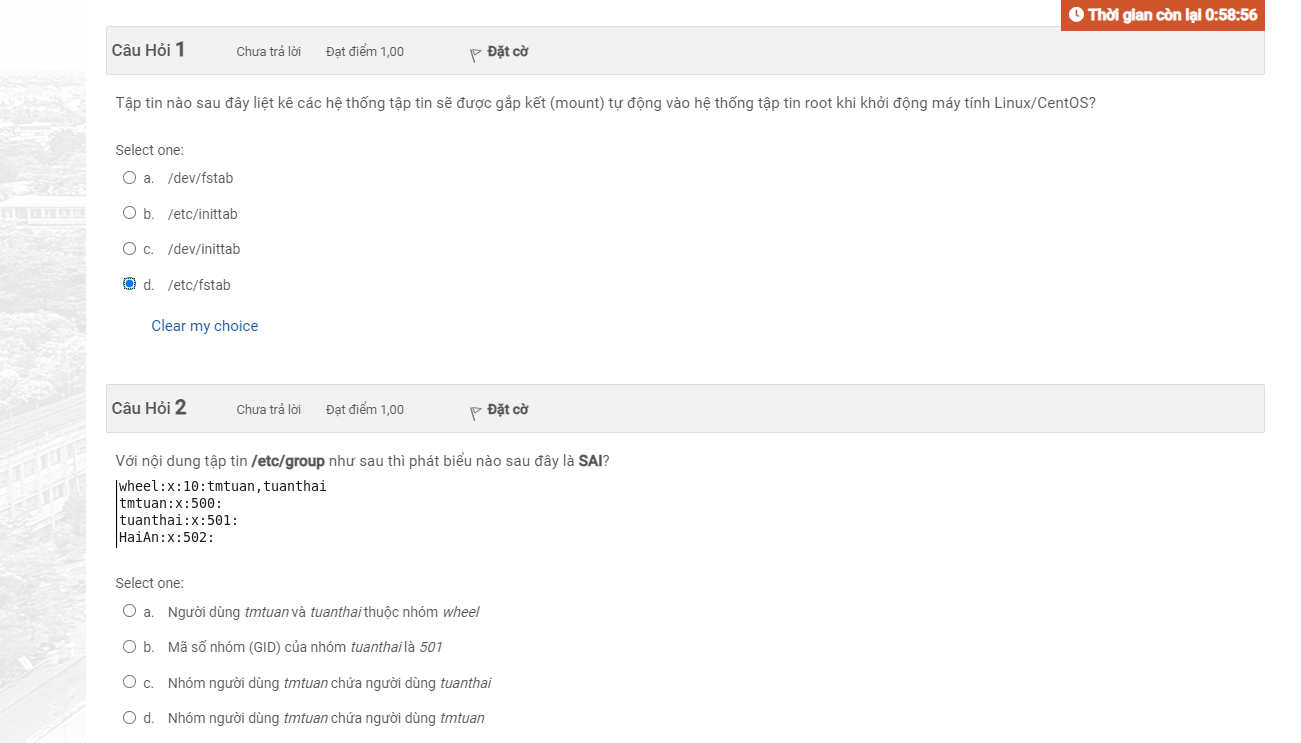 Thời gian còn lại 0:58:56
Câu Hỏi 1 Chưa trả lời Đạt điểm 1,00 Đặt cờ
Tập tin nào sau đây liệt kê các hệ thống tập tin sẽ được gắp kết (mount) tự động vào hệ thống tập tin root khi khởi động máy tính Linux/CentOS?
Select one:
a. /dev/fstab
b. /etc/inittab
c. /dev/inittab
d. /etc/fstab
Clear my choice
Câu Hỏi 2 Chưa trả lời Đạt điểm 1,00 Đặt cờ
Với nội dung tập tin /etc/group như sau thì phát biểu nào sau đây là SAI?
wheel:x:10:tmtuan,tuanthai
tmtuan:x:500:
tuanthai:x:501:
HaiAn:x:502:
Select one:
a. Người dùng tmtuan và tuanthai thuộc nhóm wheel
b. Mã số nhóm (GID) của nhóm tuanthai là 501
c. Nhóm người dùng tmtuan chứa người dùng tuanthai
d. Nhóm người dùng tmtuan chứa người dùng tmtuan